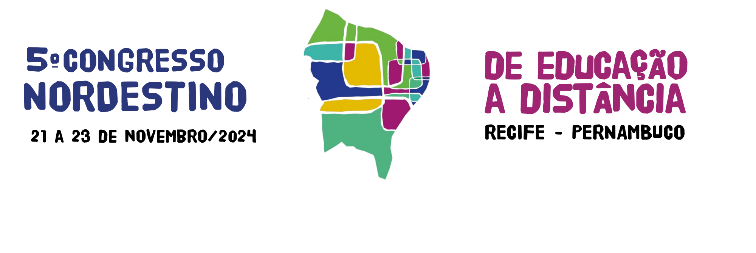 5º CONGRESSO
NORDESTINO
21 A 23 DE NOVEMBRO/2024
DE EDUCAÇÃO
A DISTÂNCIA
RECIFE - PERNAMBUCO